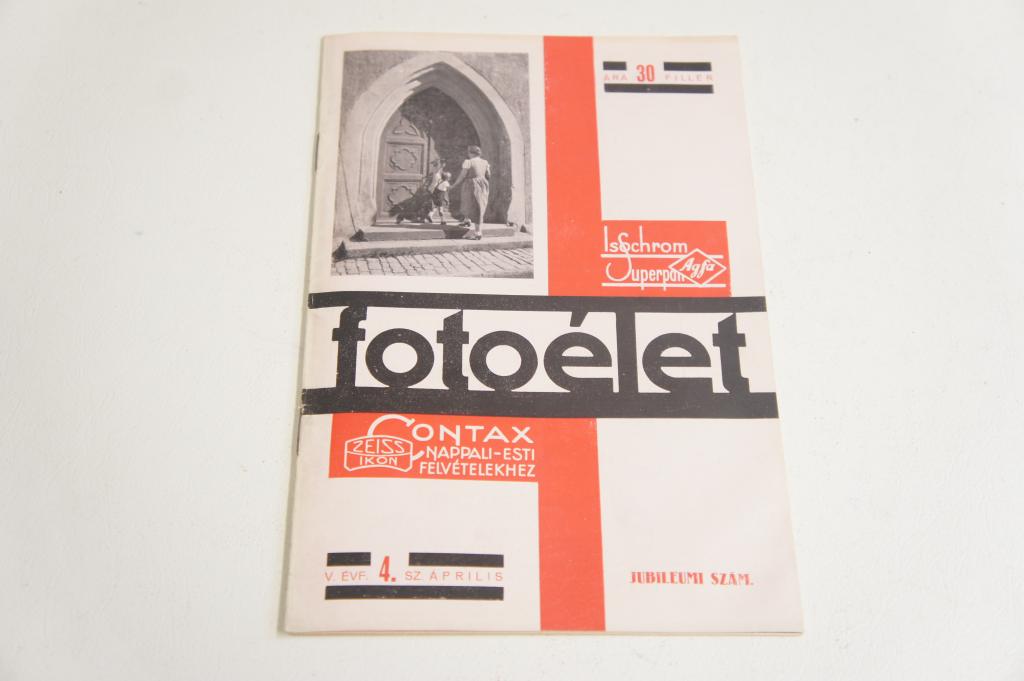 ÁRA 30 FILLÉR
IsoChrom
Superpan
Agfa
fotoélet
CONTAX
ZEISS
IKON
NAPPALI-ESTI
FELVÉTELEKHEZ
V. ÉVF. 4. SZ. ÁPRILIS
JUBILEUMI SZÁM.